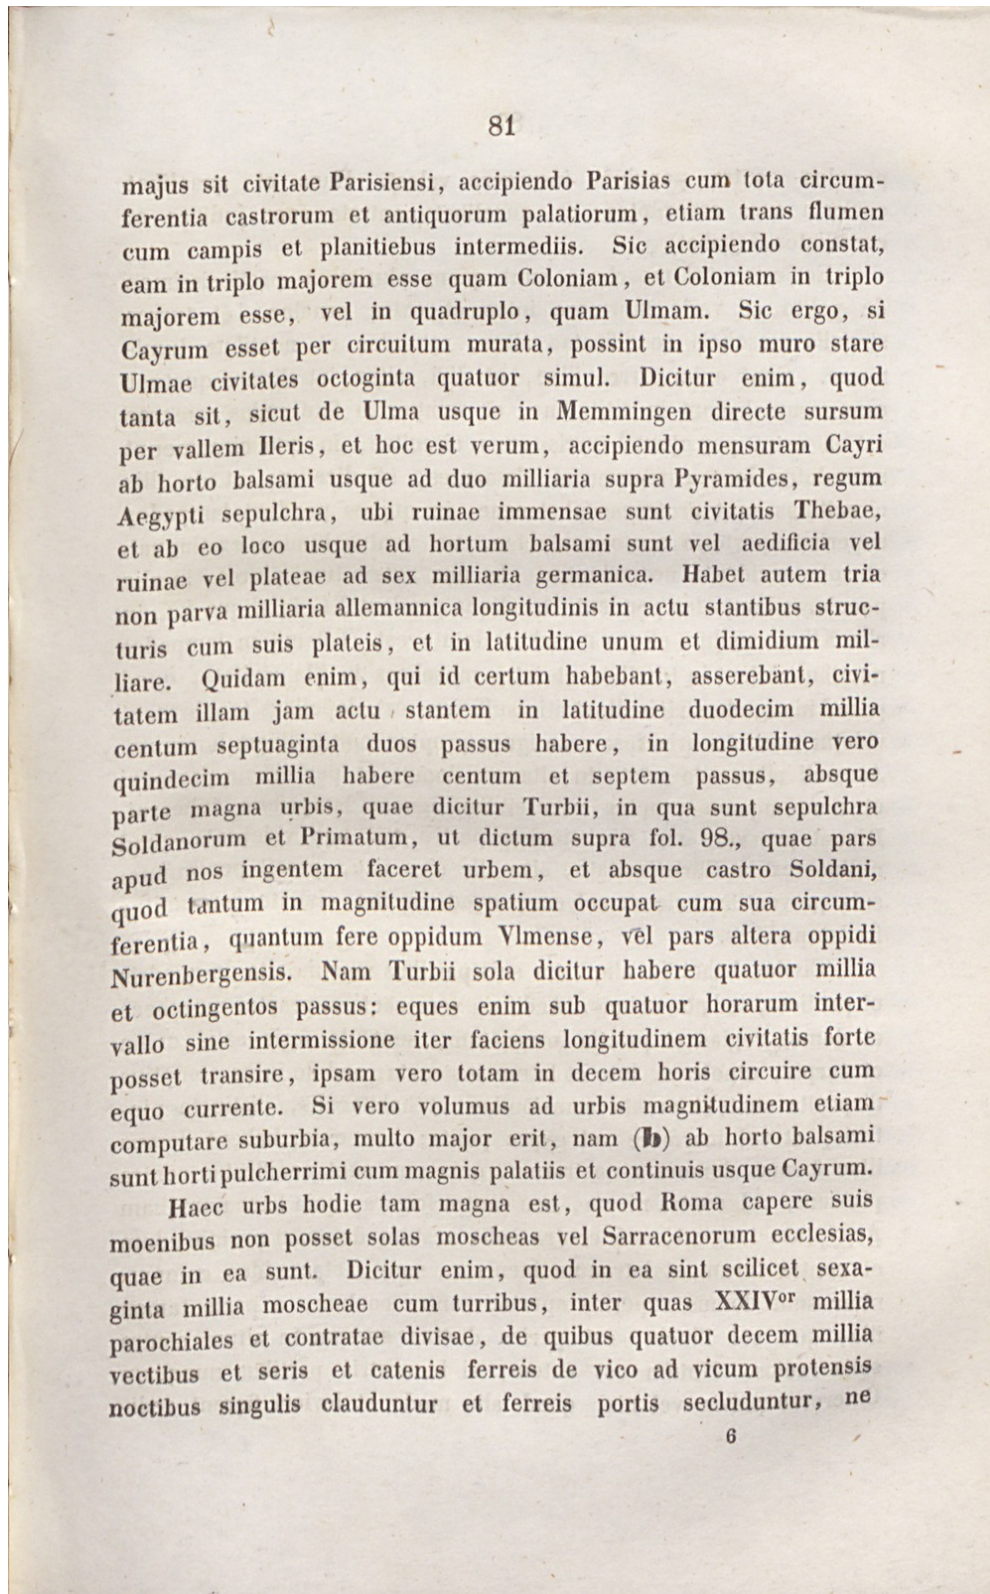 81
majus sit civitate Parisiensi, accipiendo Parisias cum tota circum-
ferentia castrorum et antiquorum palatiorum, etiam trans flumen
cum campis et planitiebus intermediis. Sic accipiendo constat,
eam in triplo majorem esse quam Coloniam, et Coloniam in triplo
majorem esse, vel in quadruplo, quam Ulmam. Sic ergo, si
Cayrum esset per circuitum murata, possint in ipso muro stare
Ulmae civitates octoginta quatuor simul. Dicitur enim, quod
tanta sit, sicut de Ulma usque in Memmingen directe sursum
per vallem Ileris, et hoc est verum, accipiendo mensuram Cayri
ab horto balsami usque ad duo milliaria supra Pyramides, regum
Aegypti sepulchra, ubi ruinae immensae sunt civitatis Thebae,
et ab eo loco usque ad hortum balsami sunt vel aedificia vel
ruinae vel plateae ad sex milliaria germanica. Habet autem tria
non parva milliaria allemannica longitudinis in actu stantibus struc-
turis cum suis plateis, et in latitudine unum et dimidium mil-
liare. Quidam enim, qui id certum habebant, asserebant, civi-
tatem illam jam actu stantem in latitudine duodecim millia
centum septuaginta duos passus habere, in longitudine vero
quindecim millia habere centum et septem passus, absque
parte magna urbis, quae dicitur Turbii, in qua sunt sepulchra
Soldanorum et Primatum, ut dictum supra fol. 98., quae pars
apud nos ingentem faceret urbem, et absque castro Soldani,
quod tantum in magnitudine spatium occupat cum sua circum-
ferentia, quantum fere oppidum Vlmense, vel pars altera oppidi
Nurenbergensis. Nam Turbii sola dicitur habere quatuor millia
et octingentos passus: eques enim sub quatuor horarum inter-
vallo sine intermissione iter faciens longitudinem civitatis forte
posset transire, ipsam vero totam in decem horis circuire cum
equo currente. Si vero volumus ad urbis magnitudinem etiam
computare suburbia, multo major erit, nam (b) ab horto balsami
sunt horti pulcherrimi cum magnis palatiis et continuis usque Cayrum.
Haec urbs hodie tam magna est, quod Roma capere suis
moenibus non posset solas moscheas vel Sarracenorum ecclesias,
quae in ea sunt. Dicitur enim, quod in ea sint scilicet sexa-
ginta millia moscheae cum turribus, inter quas XXIVor millia
parochiales et contratae divisae, de quibus quatuor decem millia
vectibus et seris et catenis ferreis de vico ad vicum protensis
noctibus singulis clauduntur et ferreis portis secluduntur, ne
6